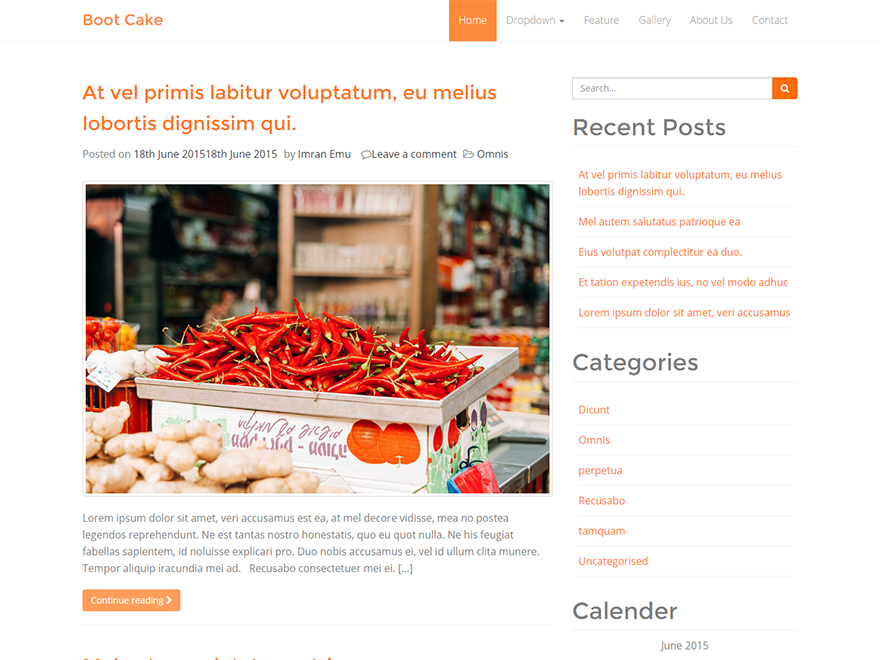 Boot Cake
Home
Dropdown
Feature
Gallery
About Us
Contact
At vel primis labitur voluptatum, eu melius
lobortis dignissim qui.
Posted on 18th June 201518th June 2015 by Imran Emu Leave a comment Omnis
Lorem ipsum dolor sit amet, veri accusamus est ea, at mel decore vidisse, mea no postea
legendos reprehendunt. Ne est tantas nostro honestatis, quo eu quot nulla. Ne his feugiat
fabellas sapientem, id noluisse explicari pro. Duo nobis accusamus ei, vel id ullum clita munere.
Tempor aliquip iracundia mei ad. Recusabo consectetuer mei ei. […]
Continue reading
Search...
Recent Posts
At vel primis labitur voluptatum, eu melius
lobortis dignissim qui.
Mel autem salutatus patrioque ea
Eius volutpat complectitur ea duo.
Et tation expetendis ius, no vel modo adhuc
Lorem ipsum dolor sit amet, veri accusamus
Categories
Dicunt
Omnis
perpetua
Recusabo
tamquam
Uncategorised
Calender
June 2015